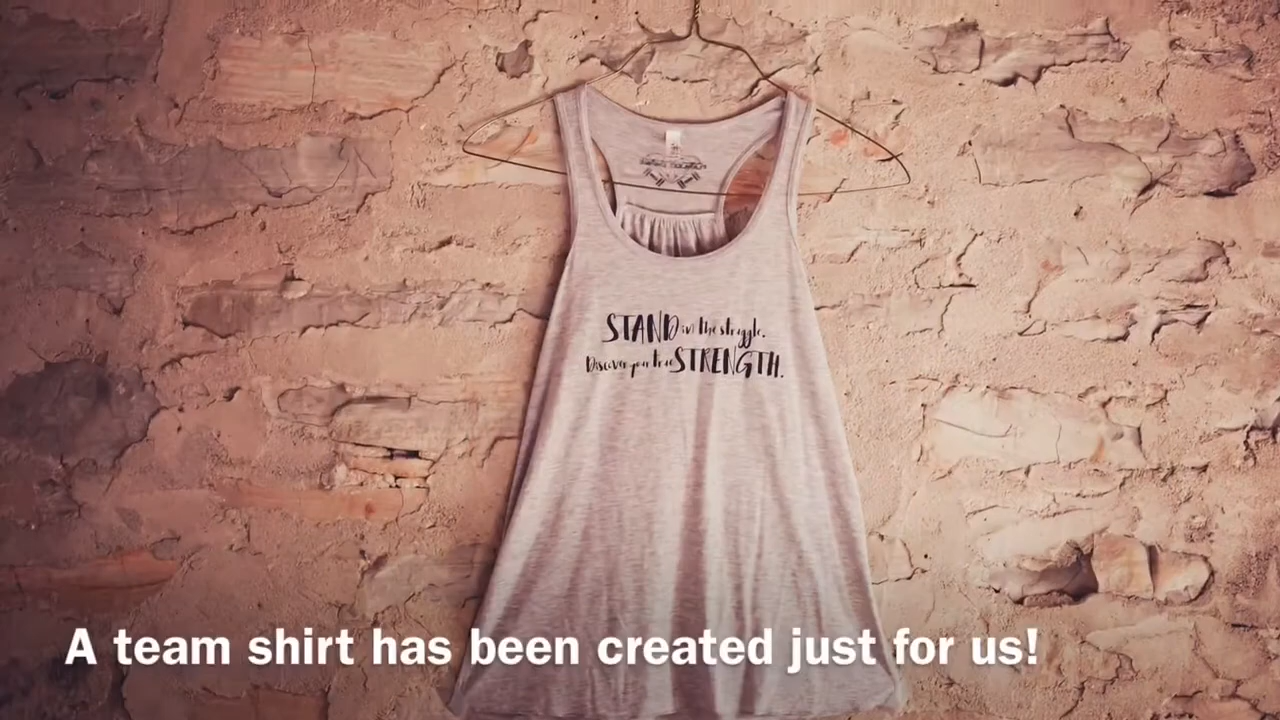 STAND in the struggle.
Discover your true STRENGTH.
A team shirt has been created just for us!